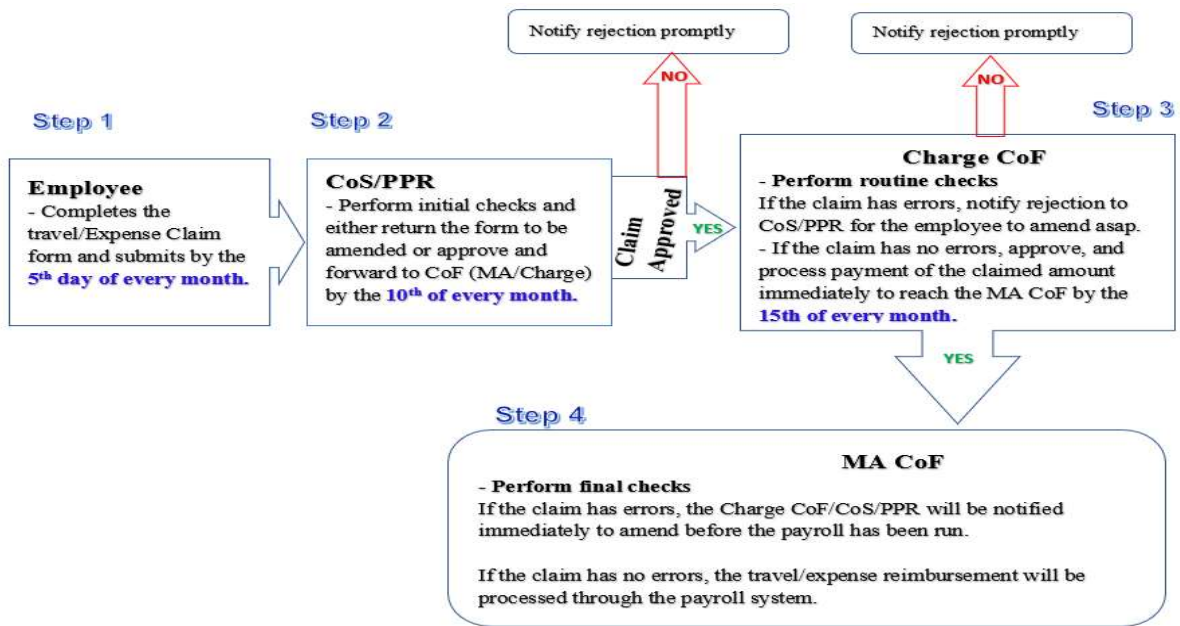 Notify rejection promptly
Notify rejection promptly
NO
NO
Step 1
Employee
- Completes the
travel/Expense Claim
form and submits by the
5th day of every month.
Step 2
CoS/PPR
- Perform initial checks and
either return the form to be
amended or approve and
forward to CoF (MA/Charge)
by the 10th of every month.
Claim
Approved
YES
Step 3
Charge CoF
- Perform routine checks
If the claim has errors, notify rejection to
CoS/PPR for the employee to amend asap.
- If the claim has no errors, approve, and
process payment of the claimed amount
immediately to reach the MA CoF by the
15th of every month.
YES
Step 4
MA CoF
- Perform final checks
If the claim has errors, the Charge CoF/CoS/PPR will be notified
immediately to amend before the payroll has been run.
If the claim has no errors, the travel/expense reimbursement will be
processed through the payroll system.